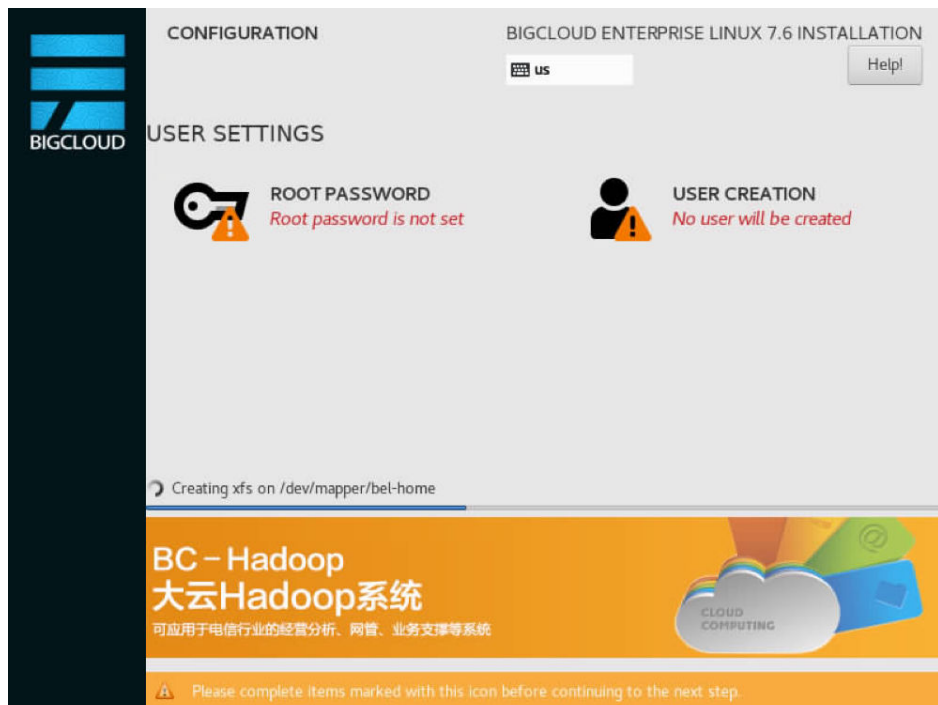 BIGCLOUD
CONFIGURATION
BIGCLOUD ENTERPRISE LINUX 7.6 INSTALLATION
us
Help!
USER SETTINGS
ROOT PASSWORD
Root password is not set
USER CREATION
No user will be created
Creating xfs on /dev/mapper/bel-home
BC-Hadoop
大云Hadoop系统
可应用于电信行业的经营分析、网管、业务支撑等系统
CLOUD
COMPUTING
@
Please complete items marked with this icon before continuing to the next step.